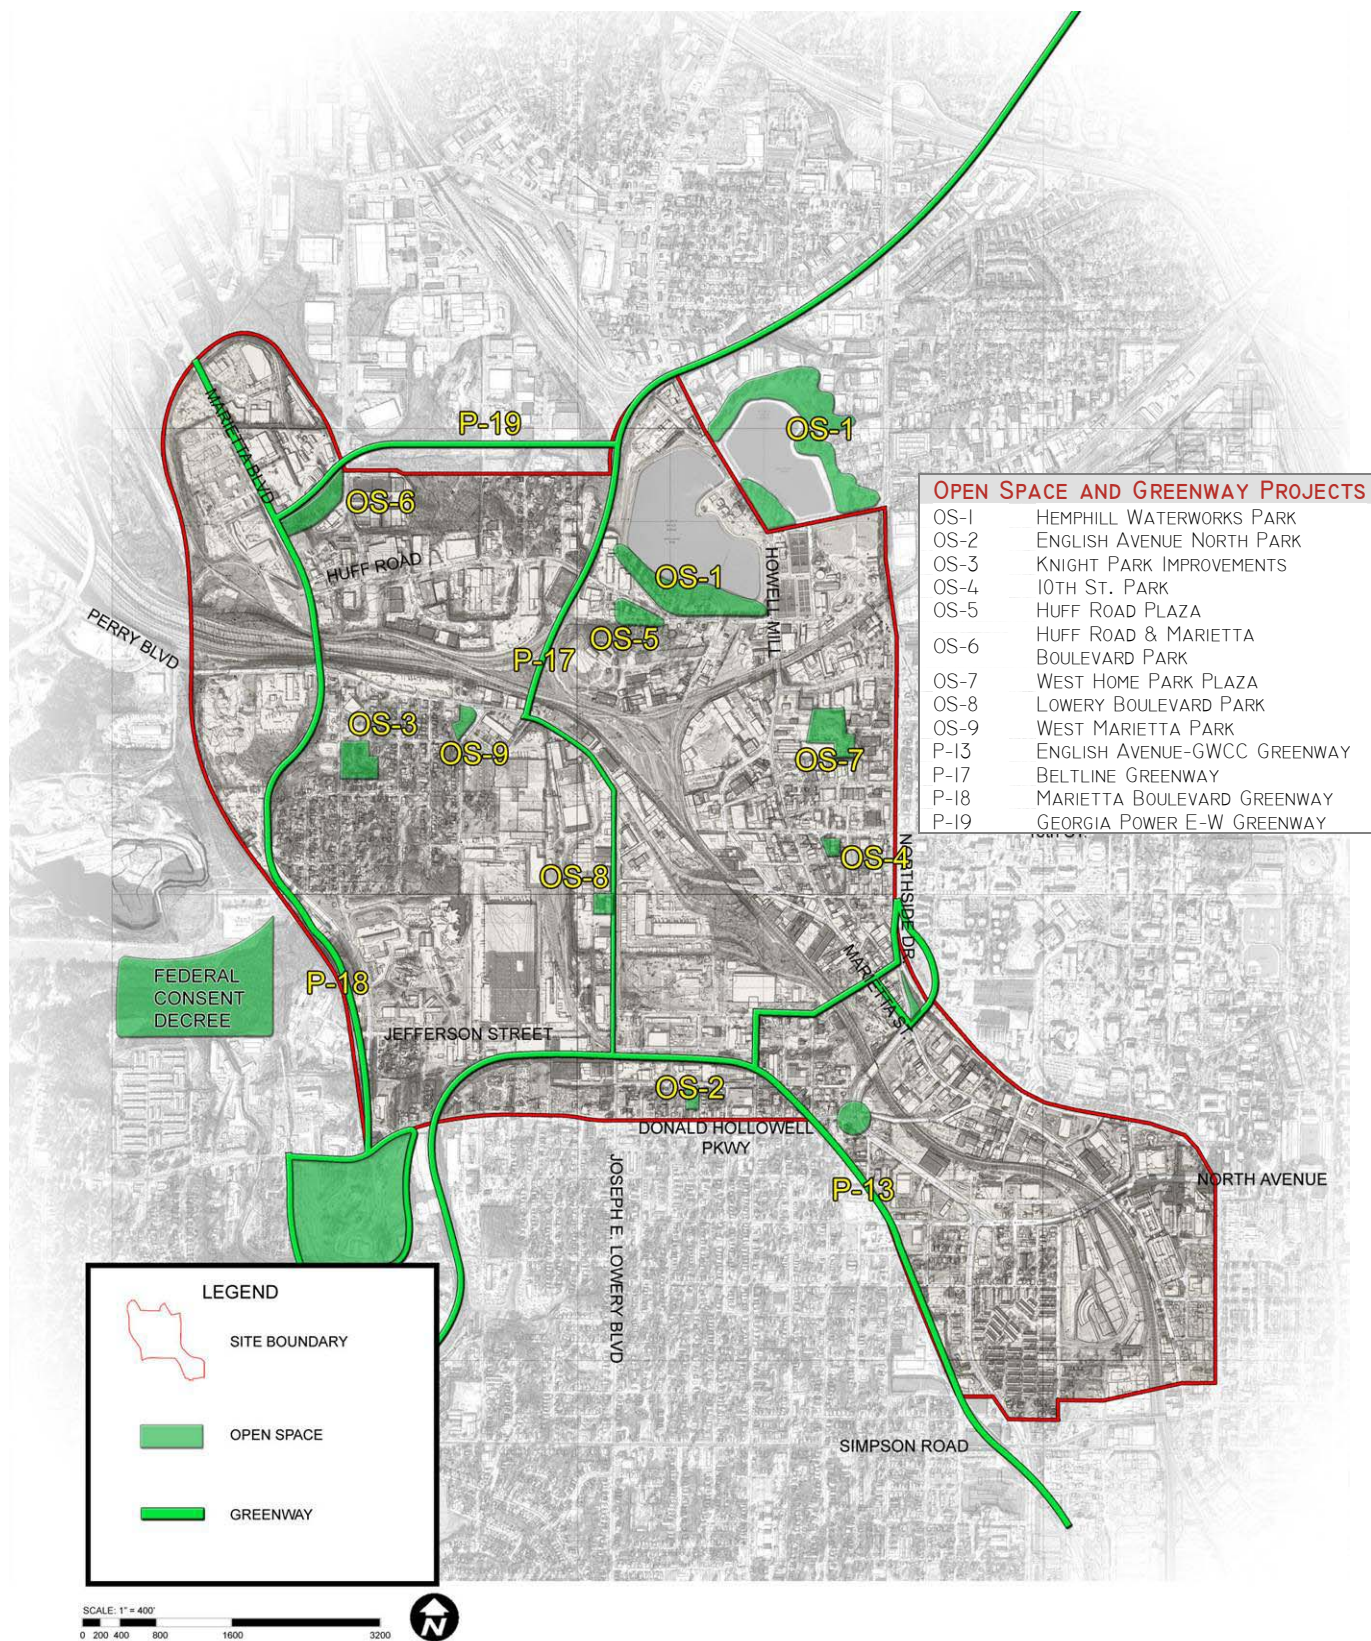 P-19
OS-1
MARIETTA BLVD
OS-6
OPEN SPACE AND GREENWAY PROJECTS
OS-1 HEMPHILL WATERWORKS PARK
OS-2 ENGLISH AVENUE NORTH PARK
OS-3 KNIGHT PARK IMPROVEMENTS
OS-4 10TH ST. PARK
OS-5 HUFF ROAD PLAZA
OS-6 HUFF ROAD & MARIETTA
BOULEVARD PARK
OS-7 WEST HOME PARK PLAZA
OS-8 LOWERY BOULEVARD PARK
OS-9 WEST MARIETTA PARK
P-13 ENGLISH AVENUE-GWCC GREENWAY
P-17 BELTLINE GREENWAY
P-18 MARIETTA BOULEVARD GREENWAY
P-19 GEORGIA POWER E-W GREENWAY
HUFF ROAD
OS-1
HOWELL MILL
PERRY BLVD
OS-5
P-17
OS-3
OS-9
OS-7
OS-4
NORTHSIDE DR.
OS-8
FEDERAL
CONSENT
DECREE
P-18
MARIETTA ST.
JEFFERSON STREET
OS-2
DONALD HOLLOWELL
PKWY
P-13
NORTH AVENUE
JOSEPH E. LOWERY BLVD
SIMPSON ROAD
LEGEND
SITE BOUNDARY
OPEN SPACE
GREENWAY
SCALE: 1" = 400'
0 200 400 800 1600 3200
N